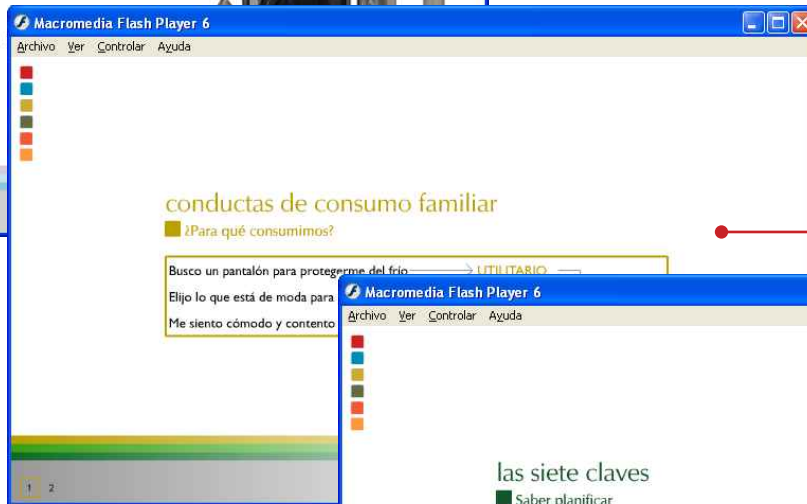 Macromedia Flash Player 6
Archivo Ver Controlar Ayuda
conductas de consumo familiar
¿Para qué consumimos?
Busco un pantalón para protegerme del frío UTILITARIO
Elijo lo que está de moda para
Me siento cómodo y contento
1 2
Macromedia Flash Player 6
Archivo Ver Controlar Ayuda
las siete claves
Saber planificar